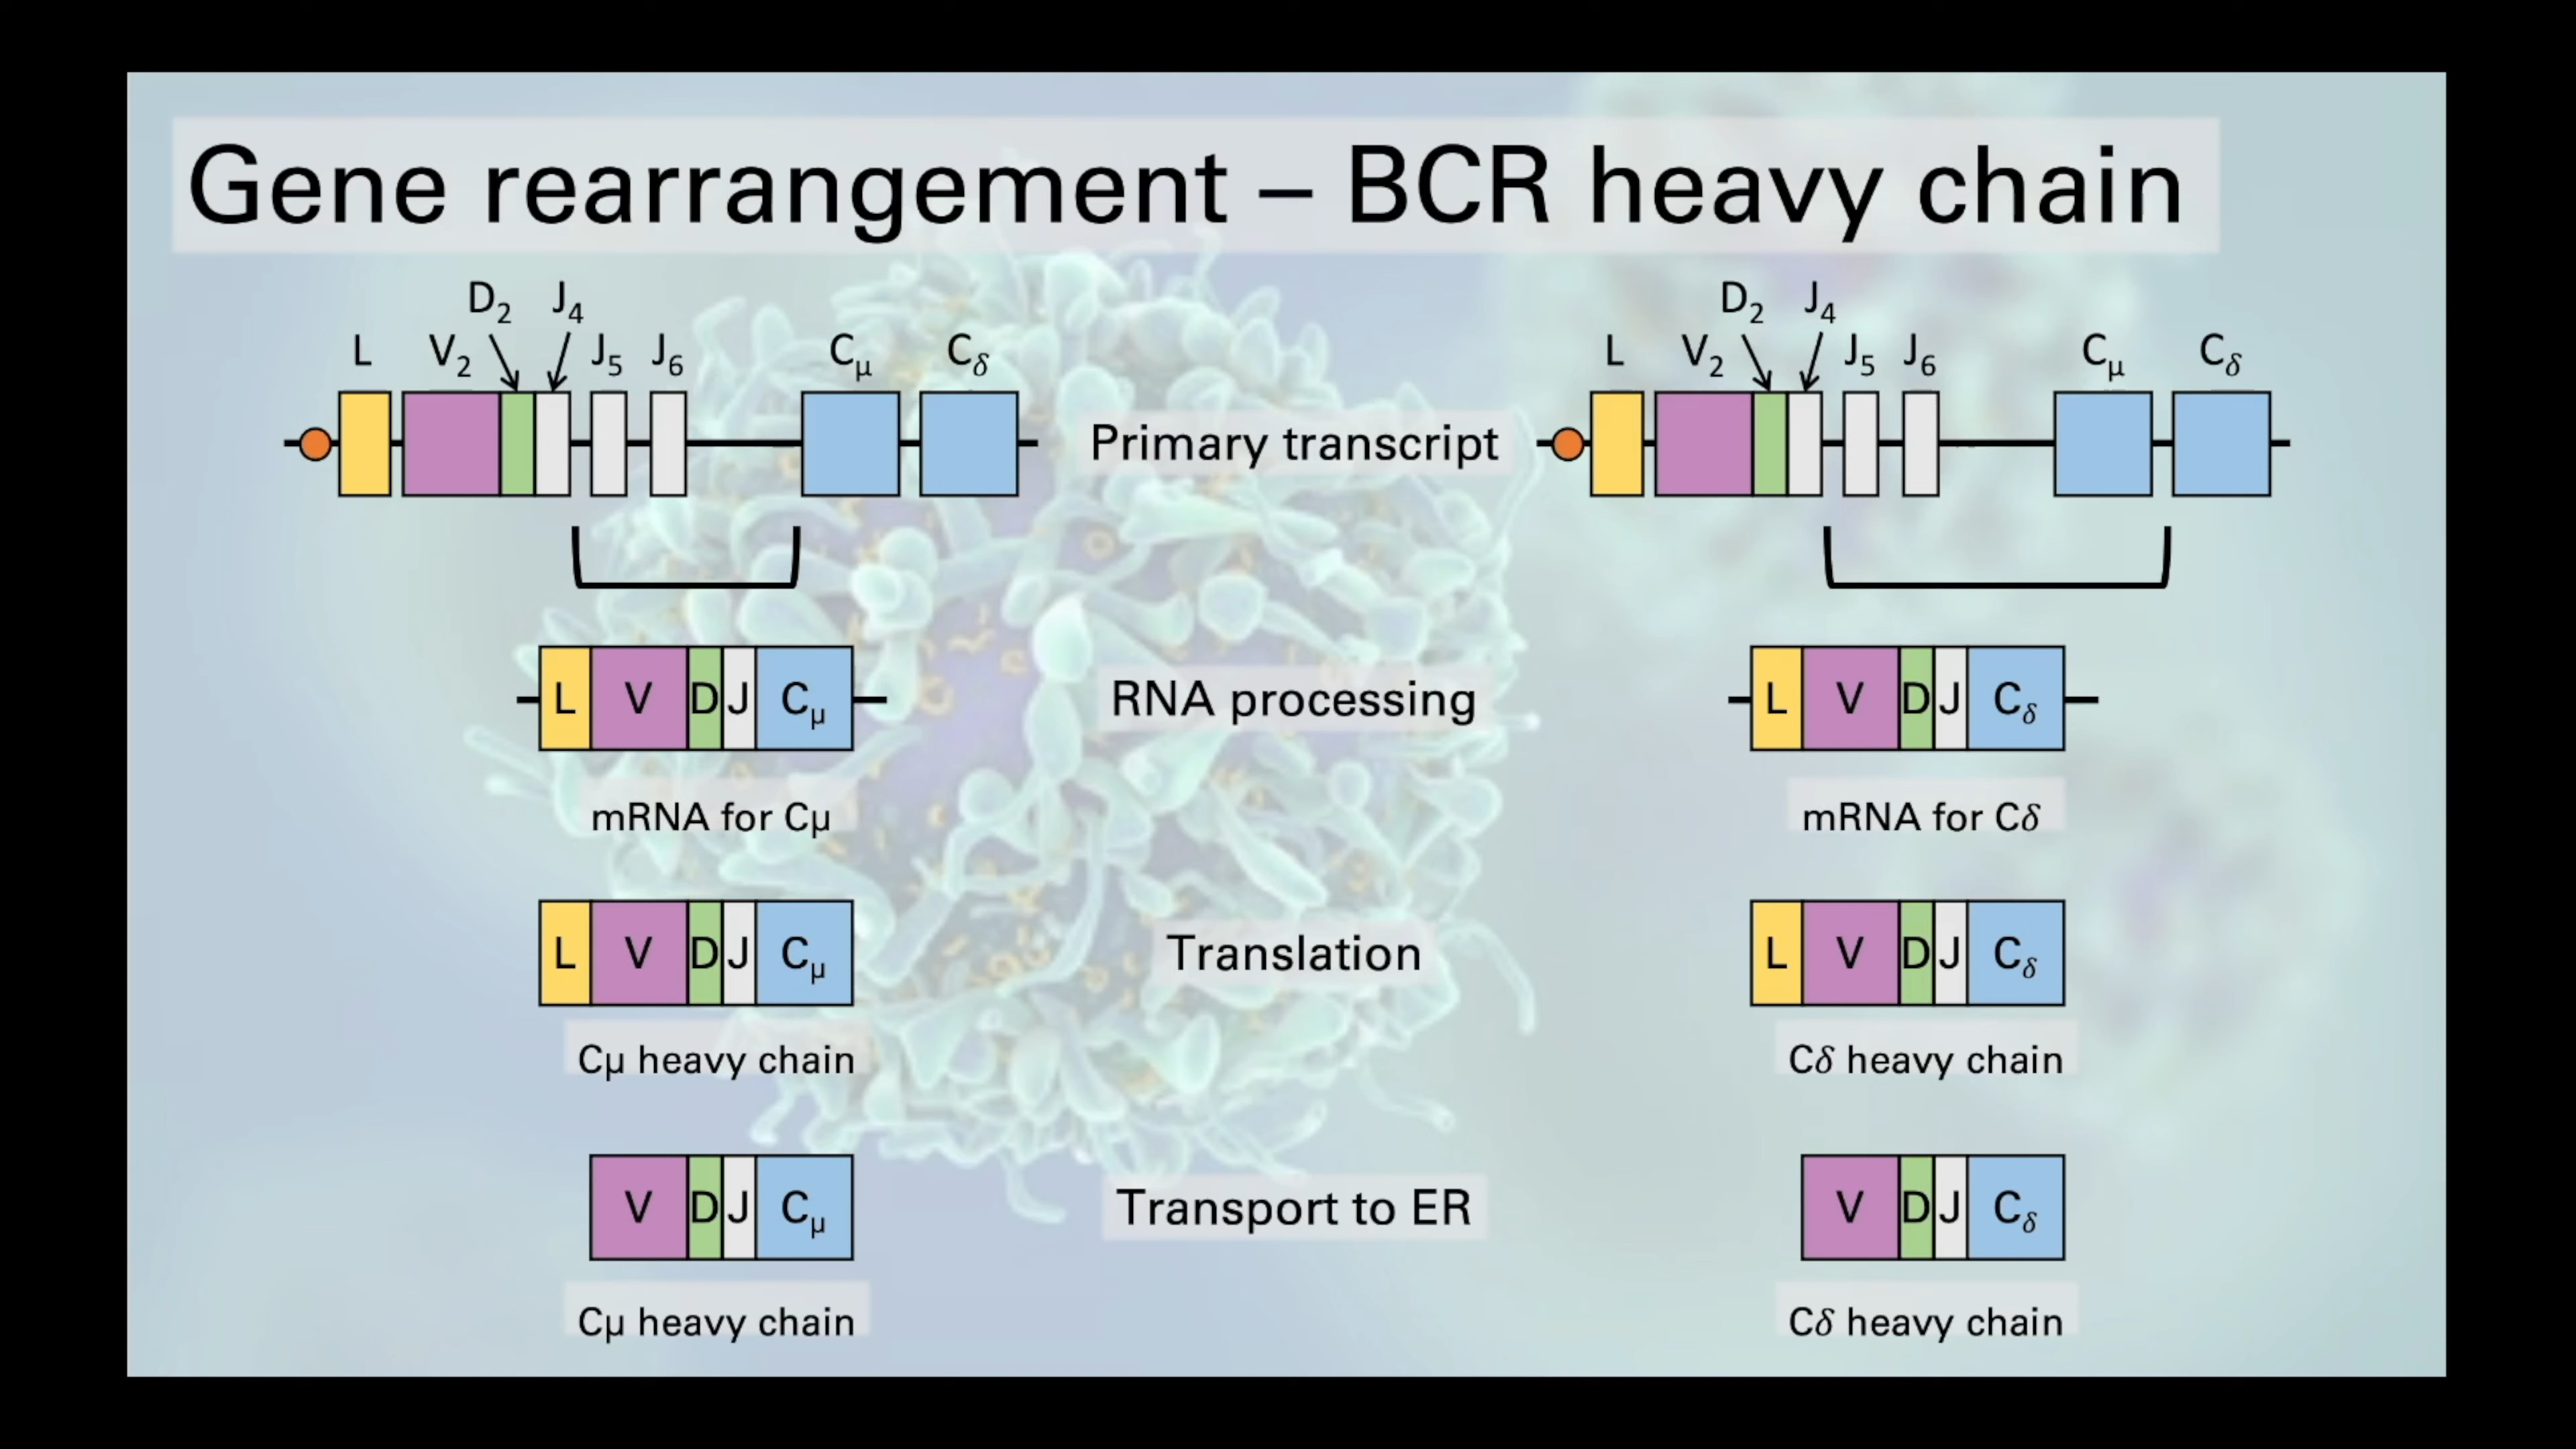 Gene rearrangement – BCR heavy chain
D₂ J₄
L V₂ J₅ J₆ Cμ Cδ
D₂ J₄
L V₂ J₅ J₆ Cμ Cδ
Primary transcript
L V D J Cμ
RNA processing
L V D J Cδ
mRNA for Cμ
mRNA for Cδ
L V D J Cμ
Translation
L V D J Cδ
Cμ heavy chain
Cδ heavy chain
V D J Cμ
Transport to ER
V D J Cδ
Cμ heavy chain
Cδ heavy chain